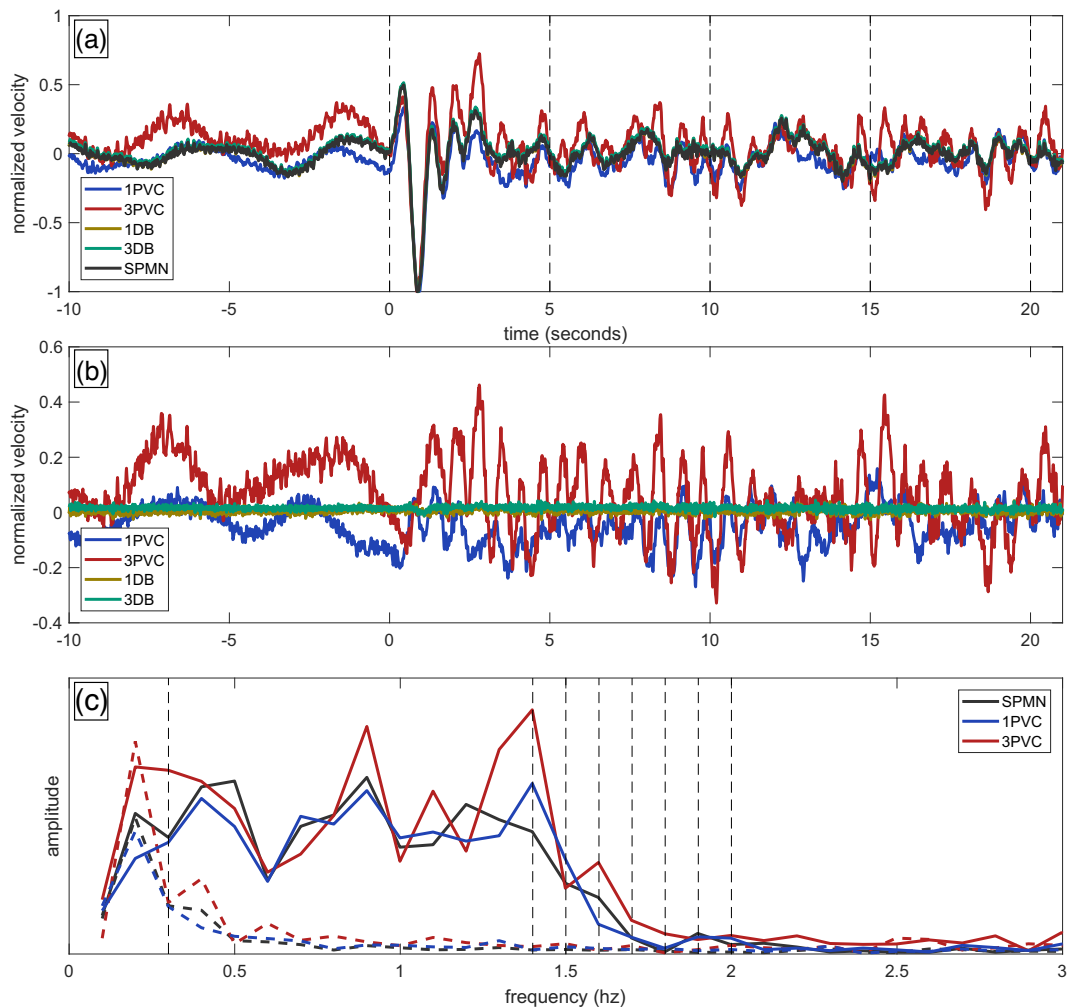 (a)
normalized velocity
1
0.5
0
-0.5
-1
1PVC
3PVC
1DB
3DB
SPMN
-10 -5 0 5 10 15 20
time (seconds)
(b)
normalized velocity
0.6
0.4
0.2
0
-0.2
-0.4
1PVC
3PVC
1DB
3DB
-10 -5 0 5 10 15 20
(c)
amplitude
SPMN
1PVC
3PVC
0 0.5 1 1.5 2 2.5 3
frequency (hz)